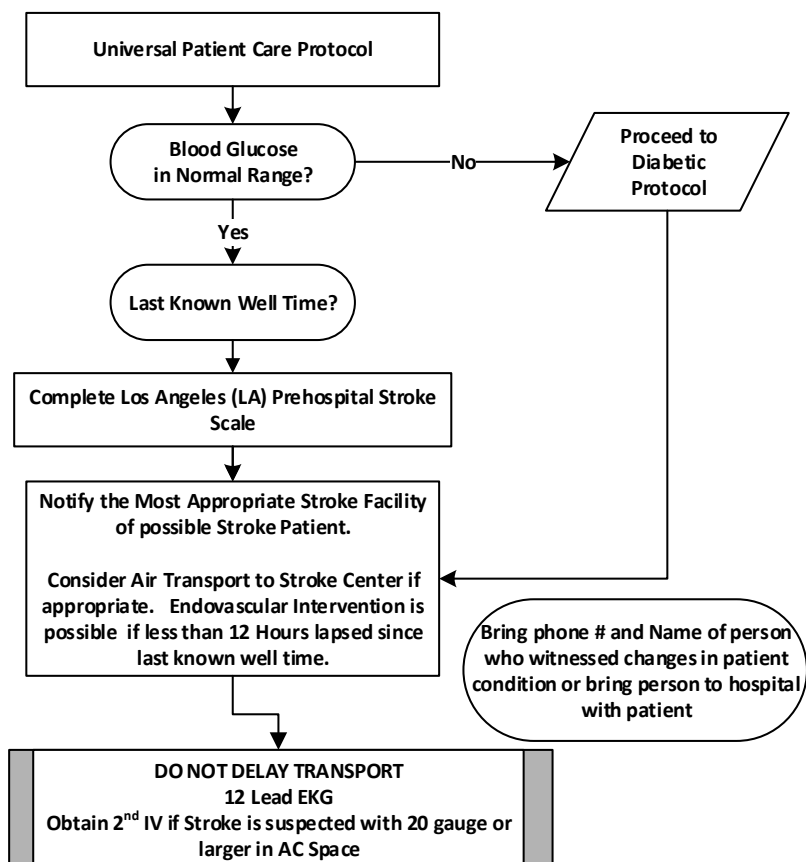 Universal Patient Care Protocol
Blood Glucose
in Normal Range?
No
Proceed to
Diabetic
Protocol
Yes
Last Known Well Time?
Complete Los Angeles (LA) Prehospital Stroke
Scale
Notify the Most Appropriate Stroke Facility
of possible Stroke Patient.
Consider Air Transport to Stroke Center if
appropriate.   Endovascular Intervention is
possible  if less than 12 Hours lapsed since
last known well time.
Bring phone # and Name of person
who witnessed changes in patient
condition or bring person to hospital
with patient
DO NOT DELAY TRANSPORT
12 Lead EKG
Obtain 2nd IV if Stroke is suspected with 20 gauge or
larger in AC Space